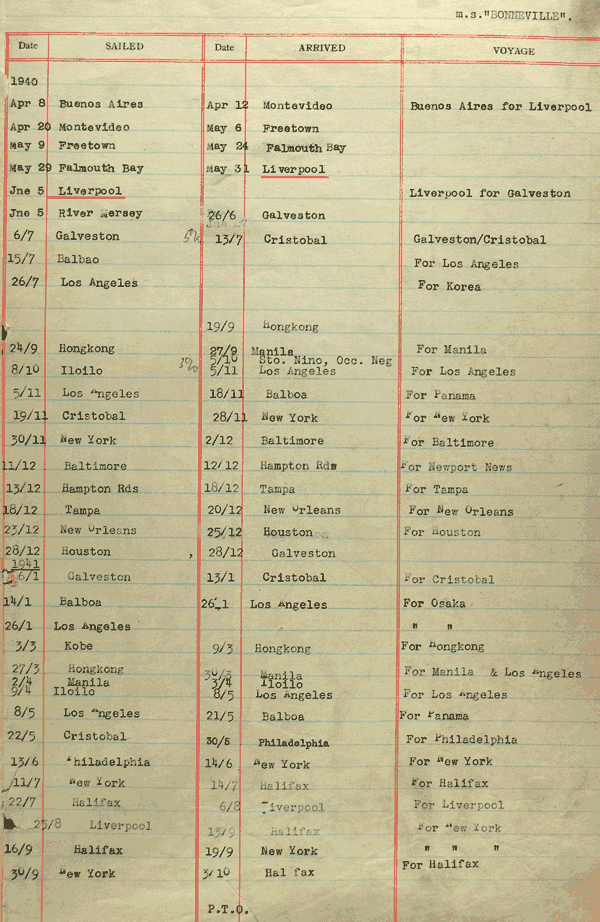 m.s."BONNEVILLE".
Date SAILED Date ARRIVED VOYAGE
1940
Apr 8 Buenos Aires Apr 12 Montevideo Buenos Aires for Liverpool
Apr 20 Montevideo May 6 Freetown
May 9 Freetown May 24 Falmouth Bay
May 29 Falmouth Bay May 31 Liverpool
Jne 5 Liverpool Liverpool for Galveston
Jne 5 River Mersey 26/6 Galveston
6/7 Galveston 13/7 Cristobal Galveston/Cristobal
15/7 Balbao For Los Angeles
26/7 Los Angeles For Korea
19/9 Hongkong
24/9 Hongkong 27/9 Manila For Manila
5/10 Sto. Nino, Occ. Neg
8/10 Iloilo 5/11 Los Angeles For Los Angeles
5/11 Los Angeles 18/11 Balboa For Panama
19/11 Cristobal 28/11 New York For New York
30/11 New York 2/12 Baltimore For Baltimore
11/12 Baltimore 12/12 Hampton Rds For Newport News
13/12 Hampton Rds 18/12 Tampa For Tampa
18/12 Tampa 20/12 New Orleans For New Orleans
23/12 New Orleans 25/12 Houston For Houston
28/12 Houston , 28/12 Galveston
1941
6/1 Galveston 13/1 Cristobal For Cristobal
14/1 Balboa 26/1 Los Angeles For Osaka
26/1 Los Angeles " "
3/3 Kobe 9/3 Hongkong For Hongkong
27/3 Hongkong 30/3 Manila For Manila & Los Angeles
2/4 Manila 3/4 Iloilo
9/4 Iloilo 8/5 Los Angeles For Los Angeles
8/5 Los Angeles 21/5 Balboa For Panama
22/5 Cristobal 30/5 Philadelphia For Philadelphia
13/6 Philadelphia 14/6 New York For New York
11/7 New York 14/7 Halifax For Halifax
22/7 Halifax 6/8 Liverpool For Liverpool
25/8 Liverpool 13/9 Halifax For New York
16/9 Halifax 19/9 New York " " "
30/9 New York 3/10 Hal fax For Halifax
P.T.O.